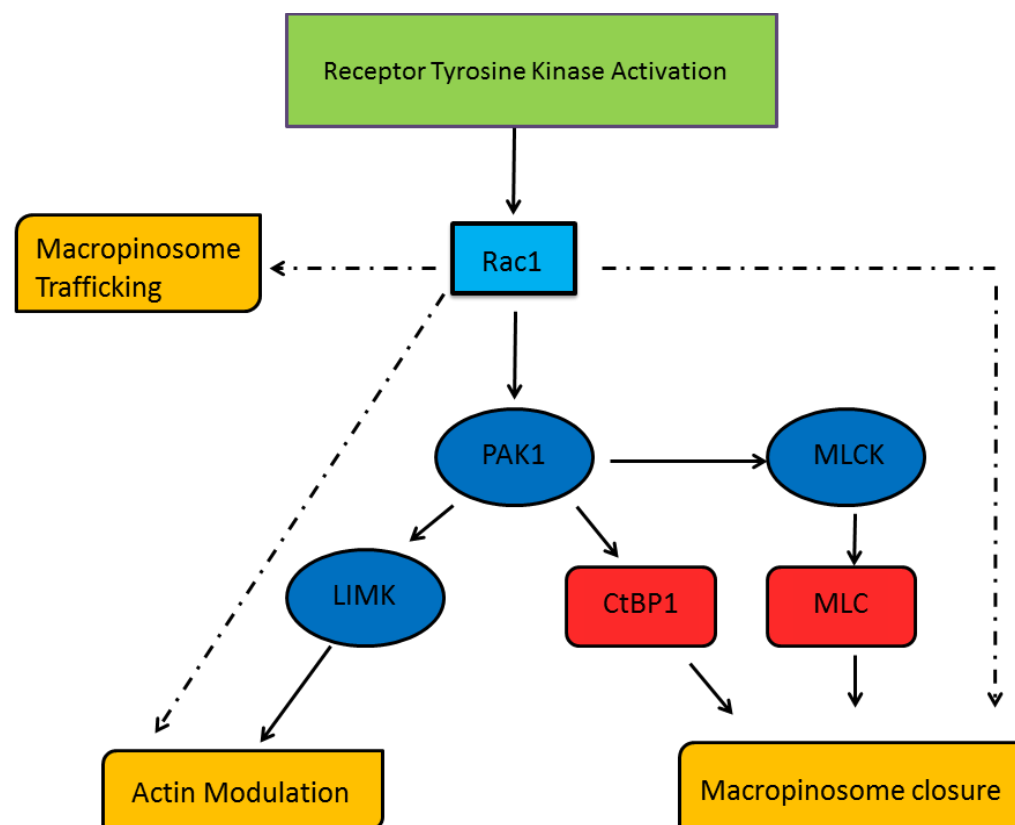 Receptor Tyrosine Kinase Activation
Macropinosome
Trafficking
Rac1
PAK1
MLCK
LIMK
CtBP1
MLC
Actin Modulation
Macropinosome closure